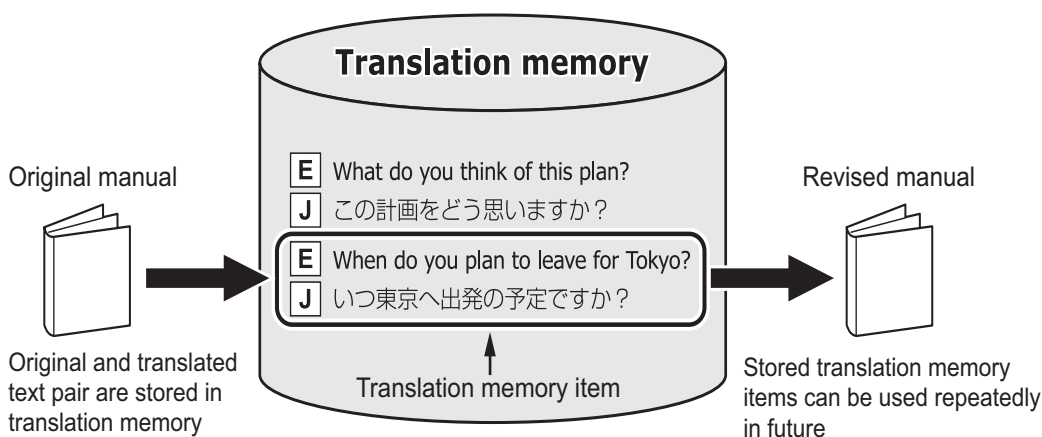 Translation memory
E What do you think of this plan?
J この計画をどう思いますか？
E When do you plan to leave for Tokyo?
J いつ東京へ出発の予定ですか？
Translation memory item
Original manual
Original and translated
text pair are stored in
translation memory
Revised manual
Stored translation memory
items can be used repeatedly
in future